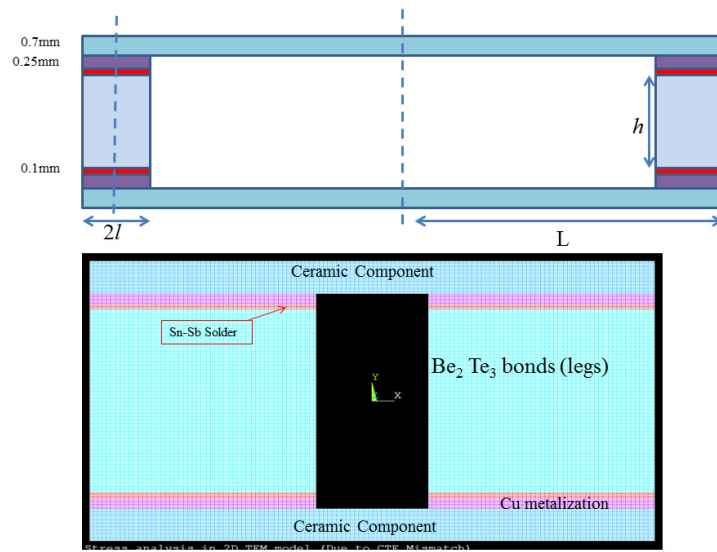 0.7mm
0.25mm
0.1mm
h
2l
L
Ceramic Component
Sn-Sb Solder
Be2 Te3 bonds (legs)
Y
X
Cu metalization
Ceramic Component
Stress analysis in 2D TEM model (Due to CTE Mismatch)